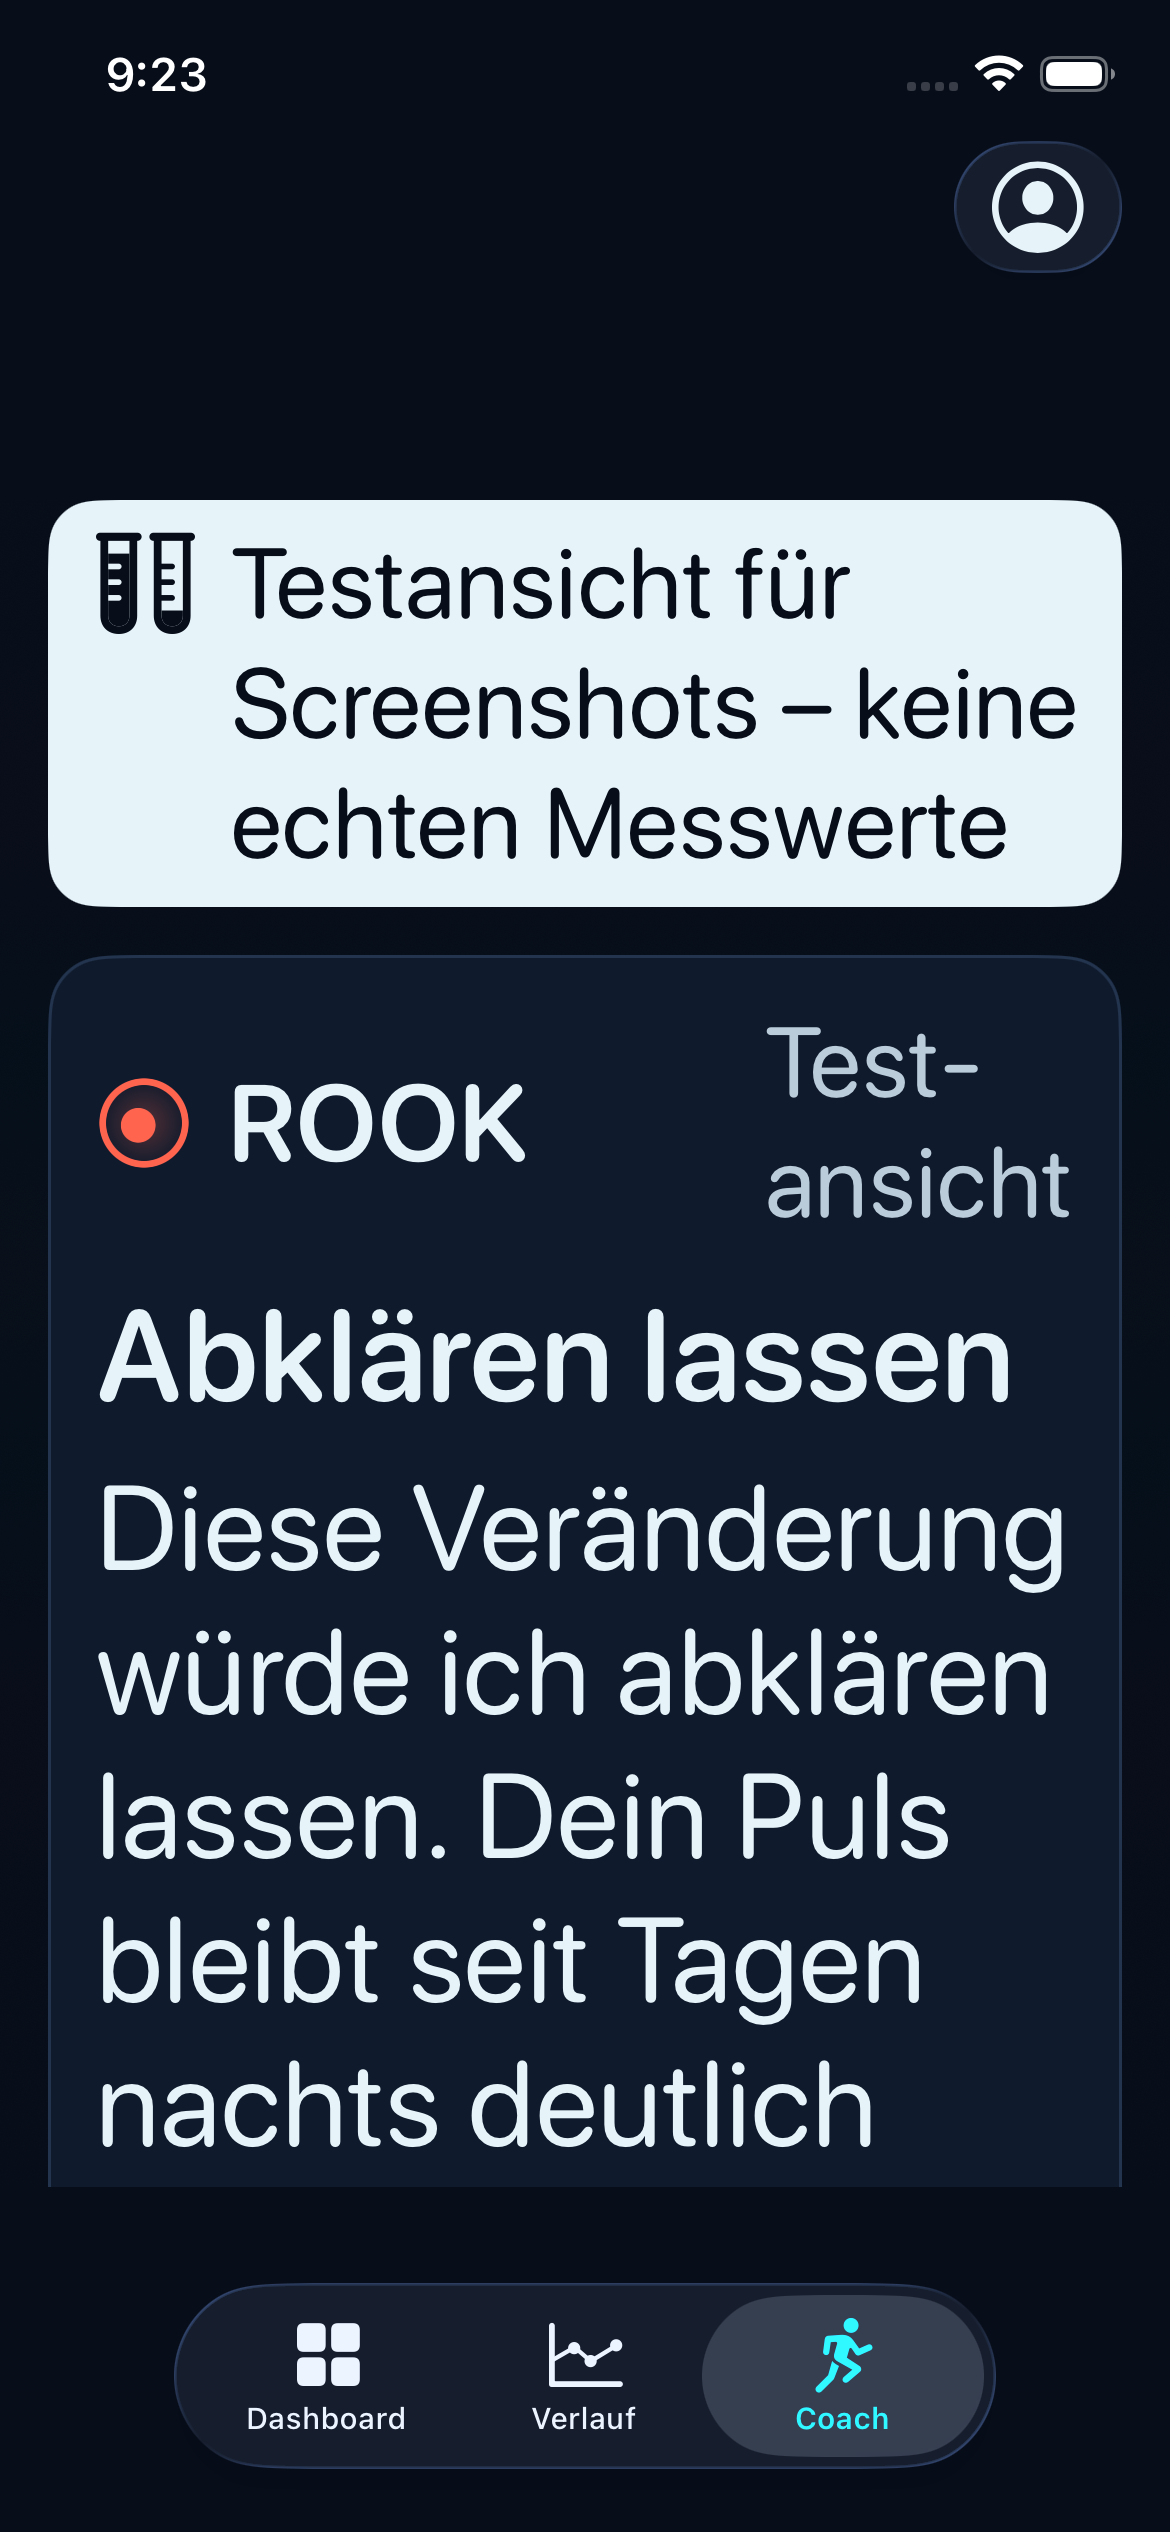 9:23
Testansicht für
Screenshots – keine
echten Messwerte
ROOK
Test-
ansicht
Abklären lassen
Diese Veränderung
würde ich abklären
lassen. Dein Puls
bleibt seit Tagen
nachts deutlich
Dashboard
Verlauf
Coach